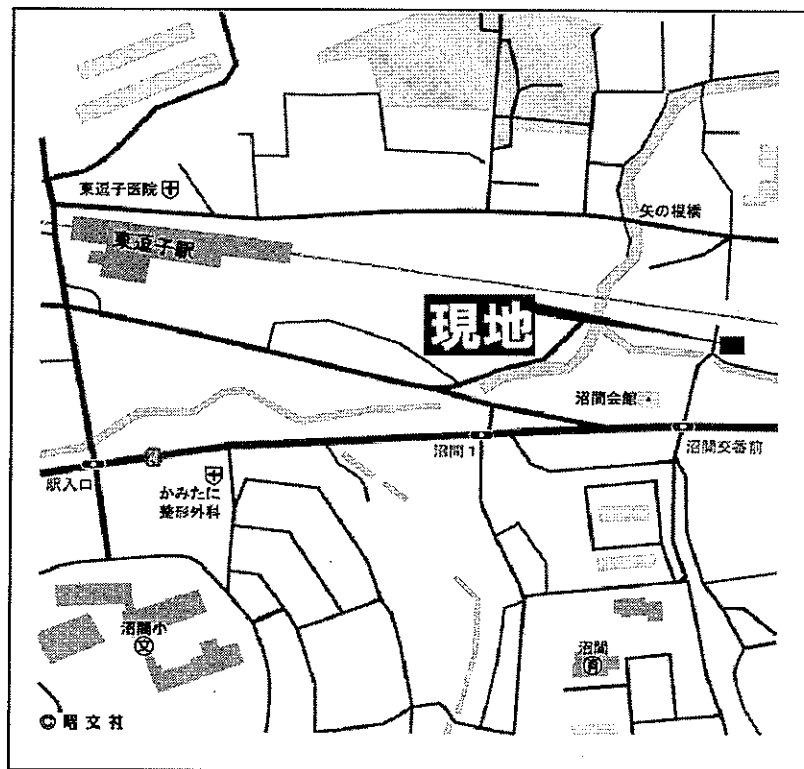 東逗子医院
矢の根橋
東逗子駅
現地
沼間会館
沼間1
沼間交番前
駅入口
かみたに
整形外科
沼間小
文
沼間
© 昭文社